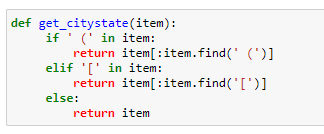 def get_citystate(item):
    if ' (' in item:
        return item[:item.find(' (')]
    elif '[' in item:
        return item[:item.find('[')]
    else:
        return item